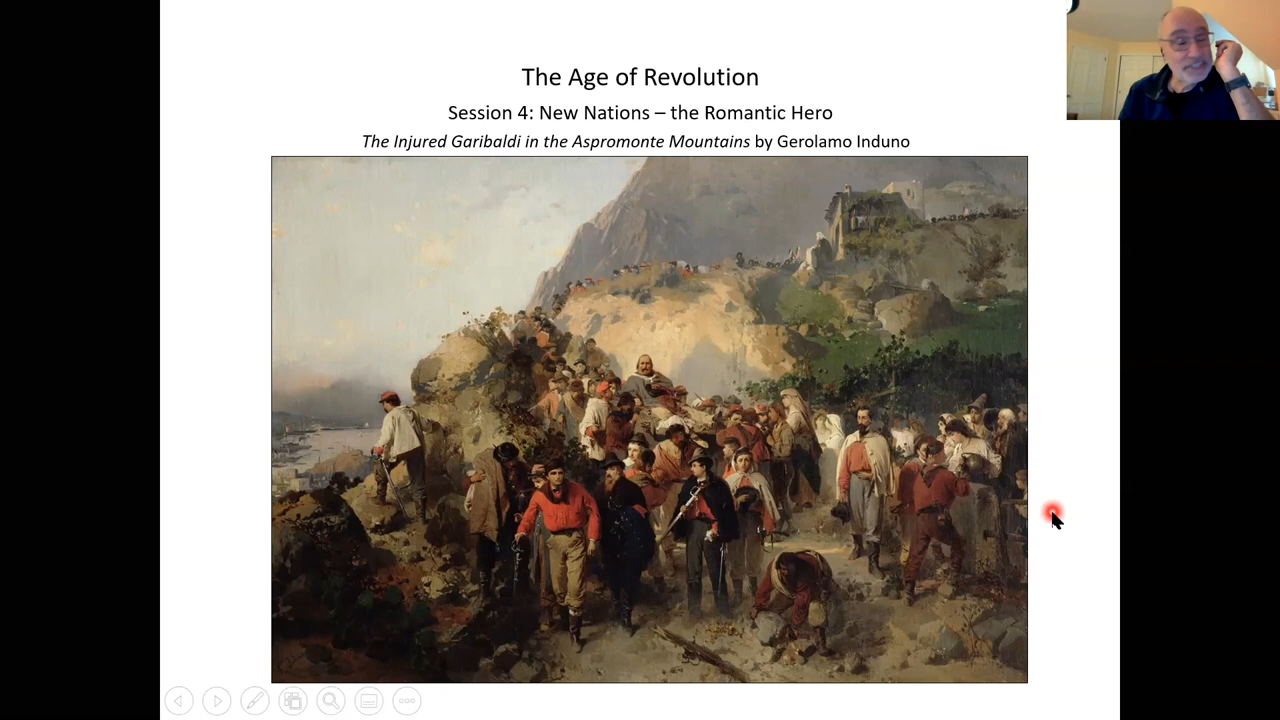 The Age of Revolution
Session 4: New Nations – the Romantic Hero
The Injured Garibaldi in the Aspromonte Mountains by Gerolamo Induno